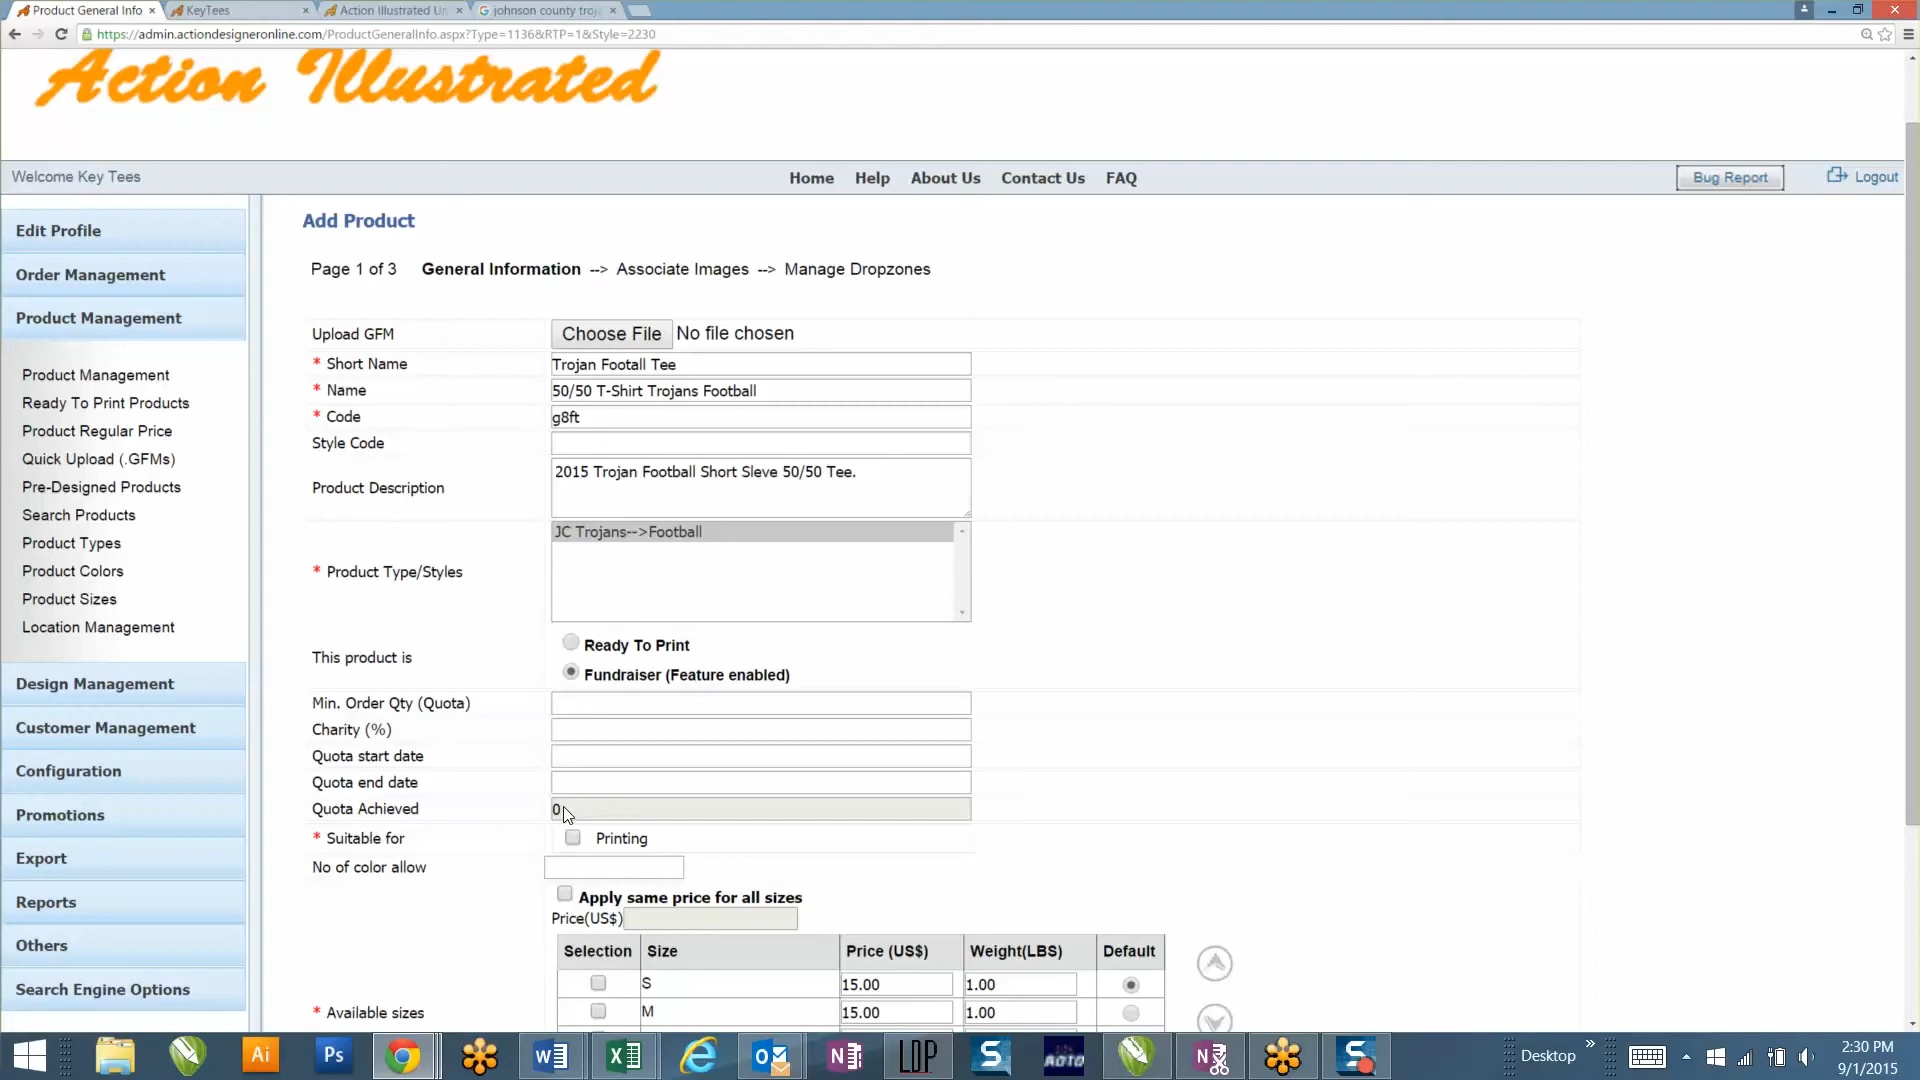 Product General Info
KeyTees
Action Illustrated Un
johnson county troj
https://admin.actiondesigneronline.com/ProductGeneralInfo.aspx?Type=1136&RTP=1&Style=2230
Action Illustrated
Welcome Key Tees
Home
Help
About Us
Contact Us
FAQ
Bug Report
Logout
Edit Profile
Order Management
Product Management
Product Management
Ready To Print Products
Product Regular Price
Quick Upload (.GFMs)
Pre-Designed Products
Search Products
Product Types
Product Colors
Product Sizes
Location Management
Design Management
Customer Management
Configuration
Promotions
Export
Reports
Others
Search Engine Options
Add Product
Page 1 of 3 General Information --> Associate Images --> Manage Dropzones
Upload GFM Choose File No file chosen
* Short Name Trojan Footall Tee
* Name 50/50 T-Shirt Trojans Football
* Code g8ft
Style Code
Product Description 2015 Trojan Football Short Sleve 50/50 Tee.
* Product Type/Styles JC Trojans-->Football
This product is Ready To Print
Fundraiser (Feature enabled)
Min. Order Qty (Quota)
Charity (%)
Quota start date
Quota end date
Quota Achieved 0
* Suitable for Printing
No of color allow
Apply same price for all sizes
Price(US$)
Selection Size Price (US$) Weight(LBS) Default
S 15.00 1.00
* Available sizes M 15.00 1.00
Ai
Ps
LDP
AOTO
Desktop
2:30 PM
9/1/2015